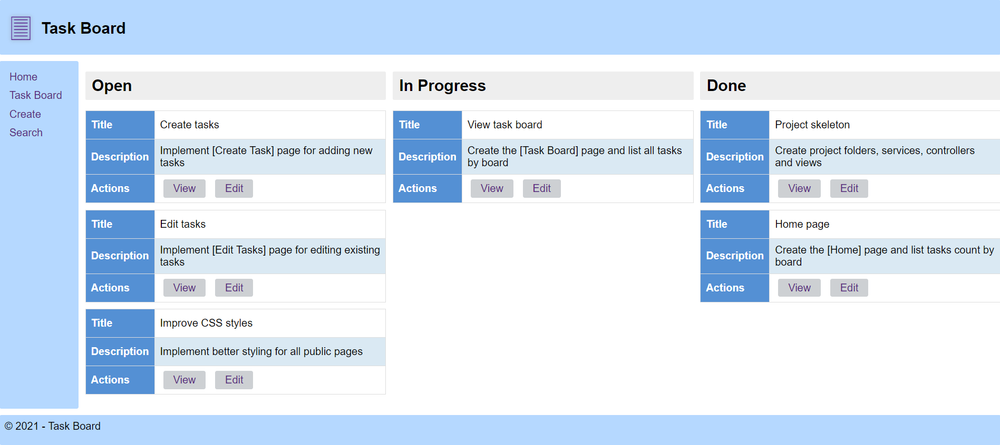 Task Board
Home
Task Board
Create
Search
Open
Title
Create tasks
Description
Implement [Create Task] page for adding new
tasks
Actions
View
Edit
Title
Edit tasks
Description
Implement [Edit Tasks] page for editing existing
tasks
Actions
View
Edit
Title
Improve CSS styles
Description
Implement better styling for all public pages
Actions
View
Edit
In Progress
Title
View task board
Description
Create the [Task Board] page and list all tasks
by board
Actions
View
Edit
Done
Title
Project skeleton
Description
Create project folders, services, controllers
and views
Actions
View
Edit
Title
Home page
Description
Create the [Home] page and list tasks count by
board
Actions
View
Edit
© 2021 - Task Board